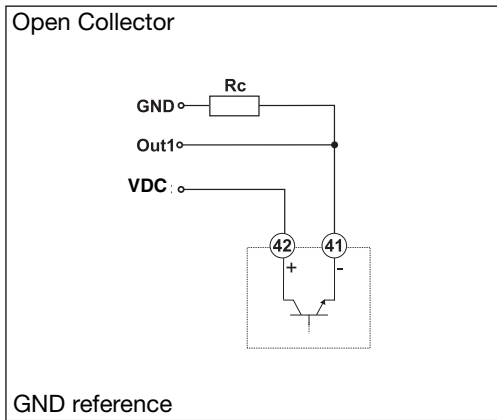 Open Collector
Rc
GND
Out1
VDC :
42 41
+ -
GND reference